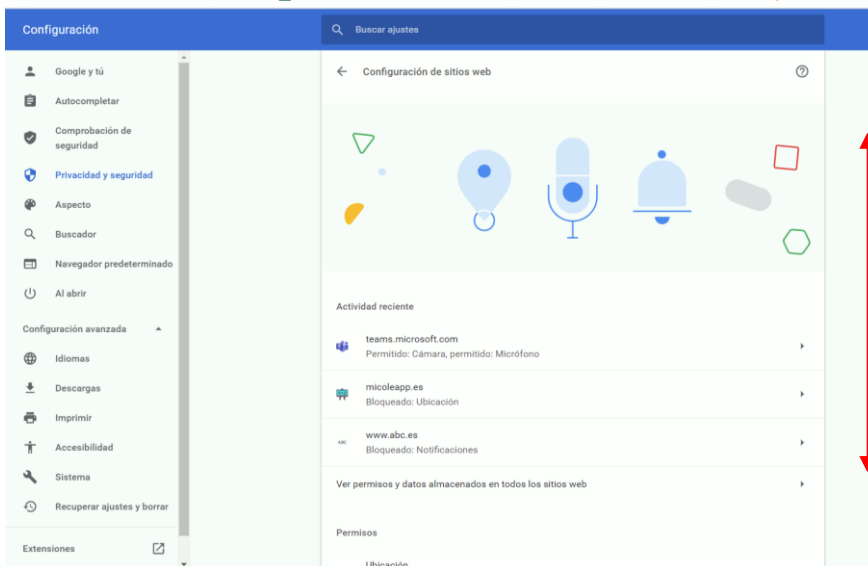 Configuración
Buscar ajustes
Google y tú
Autocompletar
Comprobación de
seguridad
Privacidad y seguridad
Aspecto
Buscador
Navegador predeterminado
Al abrir
Configuración avanzada
Idiomas
Descargas
Imprimir
Accesibilidad
Sistema
Recuperar ajustes y borrar
Extensiones
Configuración de sitios web
Actividad reciente
teams.microsoft.com
Permitido: Cámara, permitido: Micrófono
micoleapp.es
Bloqueado: Ubicación
ABC
www.abc.es
Bloqueado: Notificaciones
Ver permisos y datos almacenados en todos los sitios web
Permisos
Ubicación